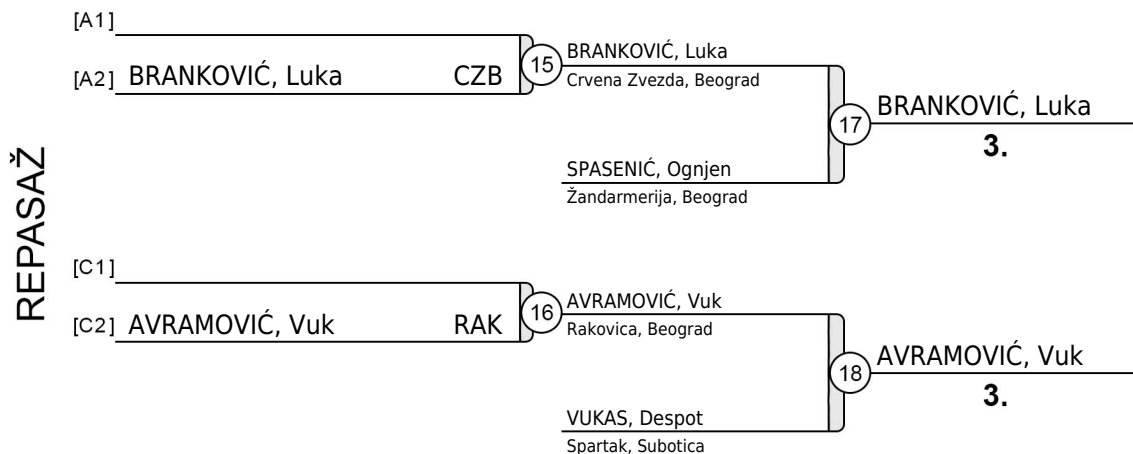 REPASAŽ
[A1]
[A2] BRANKOVIĆ, Luka CZB
15
BRANKOVIĆ, Luka
Crvena Zvezda, Beograd
SPASENIĆ, Ognjen
Žandarmerija, Beograd
17
BRANKOVIĆ, Luka
3.
[C1]
[C2] AVRAMOVIĆ, Vuk RAK
16
AVRAMOVIĆ, Vuk
Rakovica, Beograd
VUKAS, Despot
Spartak, Subotica
18
AVRAMOVIĆ, Vuk
3.